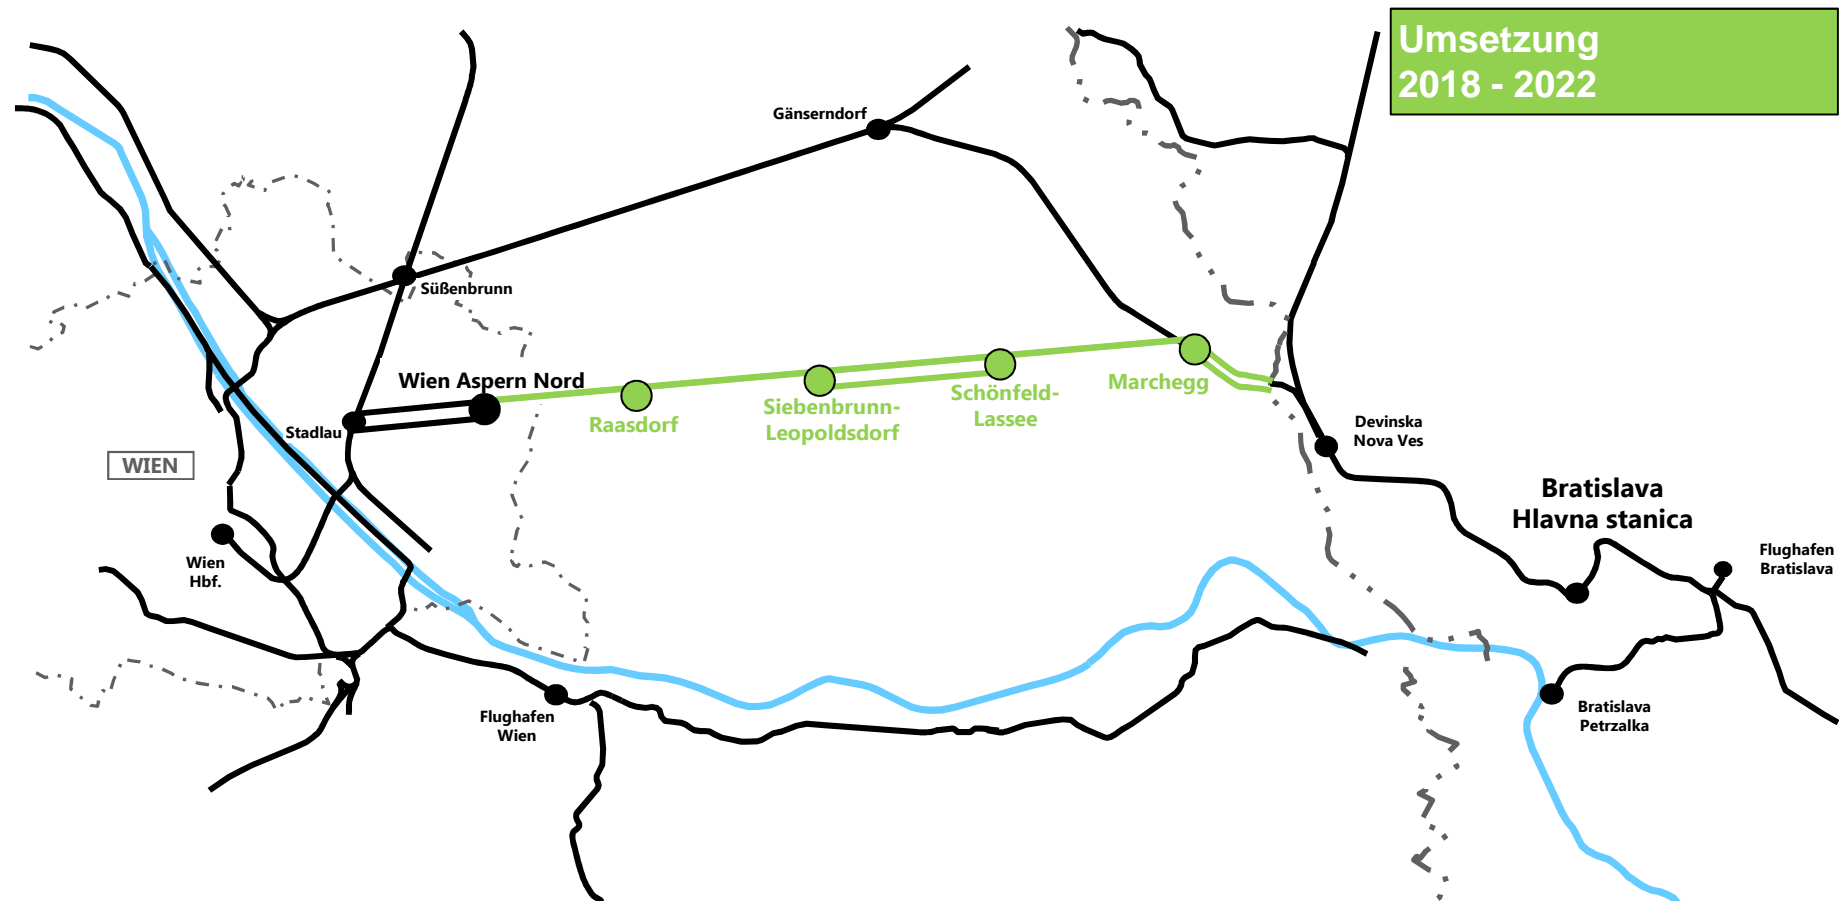 Umsetzung
2018 - 2022
Gänserndorf
Süßenbrunn
Wien Aspern Nord
Stadlau
Raasdorf
Siebenbrunn-
Leopoldsdorf
Schönfeld-
Lassee
Marchegg
Devinska
Nova Ves
WIEN
Bratislava
Hlavna stanica
Wien
Hbf.
Flughafen
Bratislava
Flughafen
Wien
Bratislava
Petrzalka